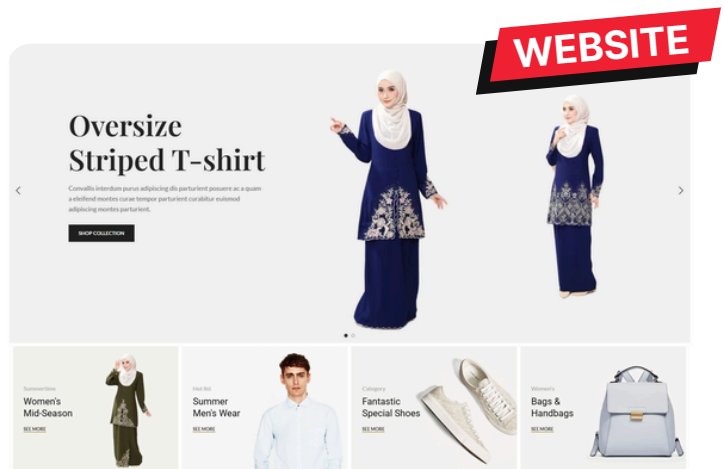 WEBSITE
Oversize
Striped T-shirt
Convallis interdum purus adipiscing dis parturient posuere ac a quam
a eleifend montes curae tempor parturient curabitur euismod
adipiscing montes parturient.
SHOP COLLECTION
Summertime
Women's
Mid-Season
SEE MORE
Hot list
Summer
Men's Wear
SEE MORE
Category
Fantastic
Special Shoes
SEE MORE
Women's
Bags &
Handbags
SEE MORE